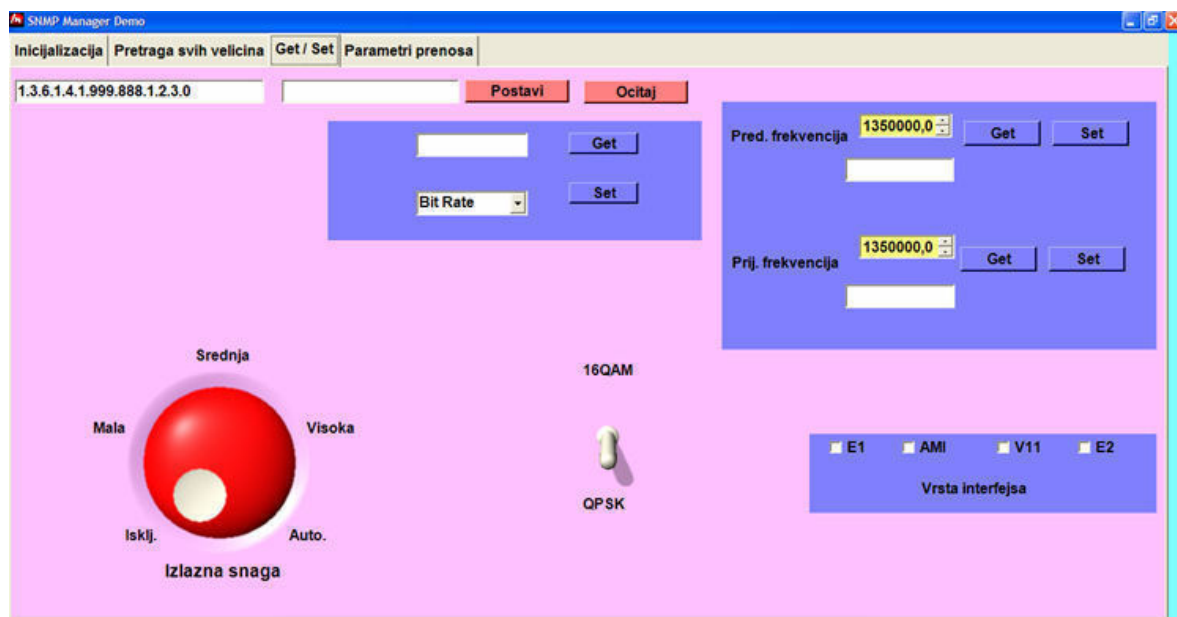 SNMP Manager Demo
Inicijalizacija Pretraga svih velicina Get / Set Parametri prenosa
1.3.6.1.4.1.999.888.1.2.3.0 Postavi Ocitaj
Get
Bit Rate Set
Pred. frekvencija 1350000,0 Get Set
Prij. frekvencija 1350000,0 Get Set
Srednja
Mala Visoka
Isklj. Auto.
Izlazna snaga
16QAM
QPSK
E1 AMI V11 E2
Vrsta interfejsa